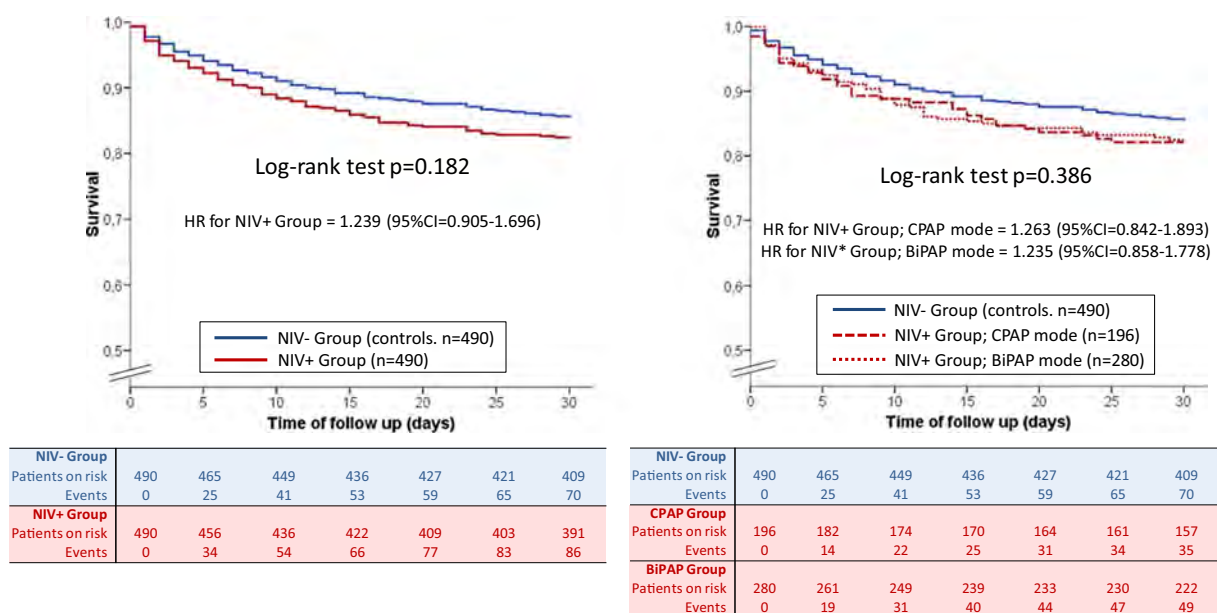 1,0
0,9
0,8
0,7
0,6
0,5
Survival
Log-rank test p=0.182
HR for NIV+ Group = 1.239 (95%CI=0.905-1.696)
NIV- Group (controls. n=490)
NIV+ Group (n=490)
0 5 10 15 20 25 30
Time of follow up (days)
NIV- Group
Patients on risk 490 465 449 436 427 421 409
Events 0 25 41 53 59 65 70
NIV+ Group
Patients on risk 490 456 436 422 409 403 391
Events 0 34 54 66 77 83 86
1,0
0,9
0,8
0,7
0,6
0,5
Survival
Log-rank test p=0.386
HR for NIV+ Group; CPAP mode = 1.263 (95%CI=0.842-1.893)
HR for NIV* Group; BiPAP mode = 1.235 (95%CI=0.858-1.778)
NIV- Group (controls. n=490)
NIV+ Group; CPAP mode (n=196)
NIV+ Group; BiPAP mode (n=280)
0 5 10 15 20 25 30
Time of follow up (days)
NIV- Group
Patients on risk 490 465 449 436 427 421 409
Events 0 25 41 53 59 65 70
CPAP Group
Patients on risk 196 182 174 170 164 161 157
Events 0 14 22 25 31 34 35
BiPAP Group
Patients on risk 280 261 249 239 233 230 222
Events 0 19 31 40 44 47 49